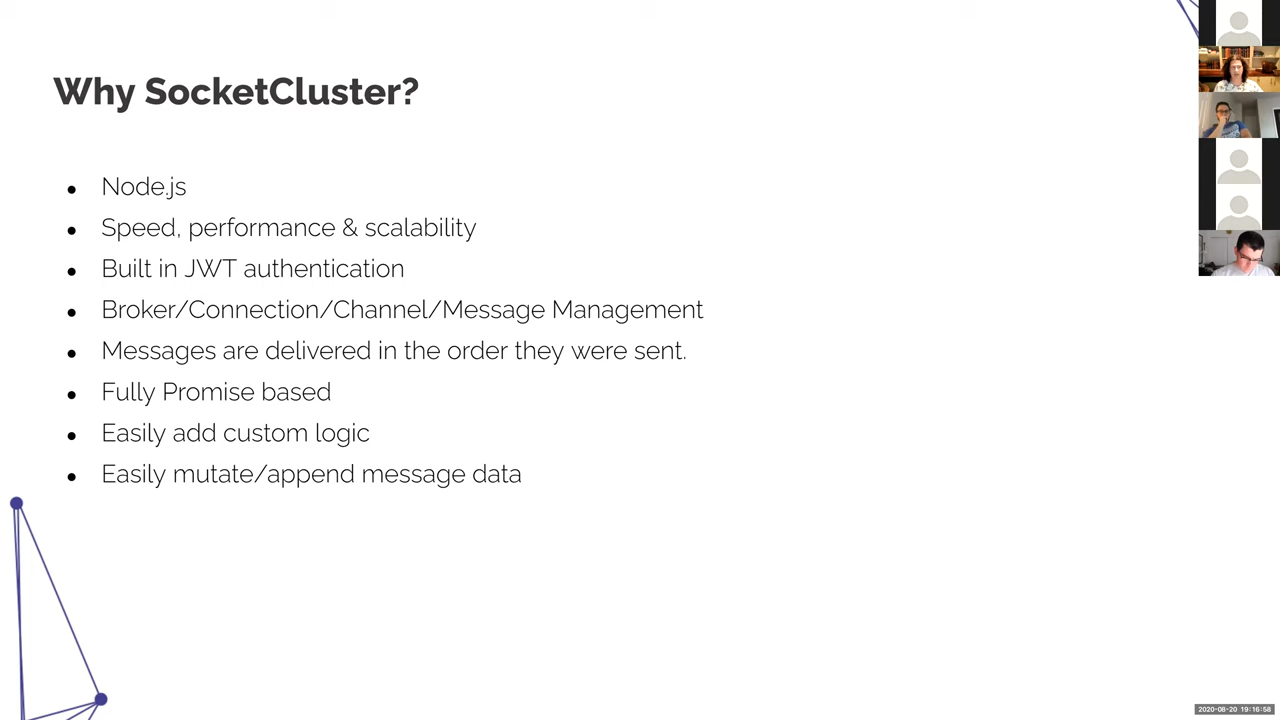 Why SocketCluster?
● Node.js
● Speed, performance & scalability
● Built in JWT authentication
● Broker/Connection/Channel/Message Management
● Messages are delivered in the order they were sent.
● Fully Promise based
● Easily add custom logic
● Easily mutate/append message data
2020-08-20 19:16:58